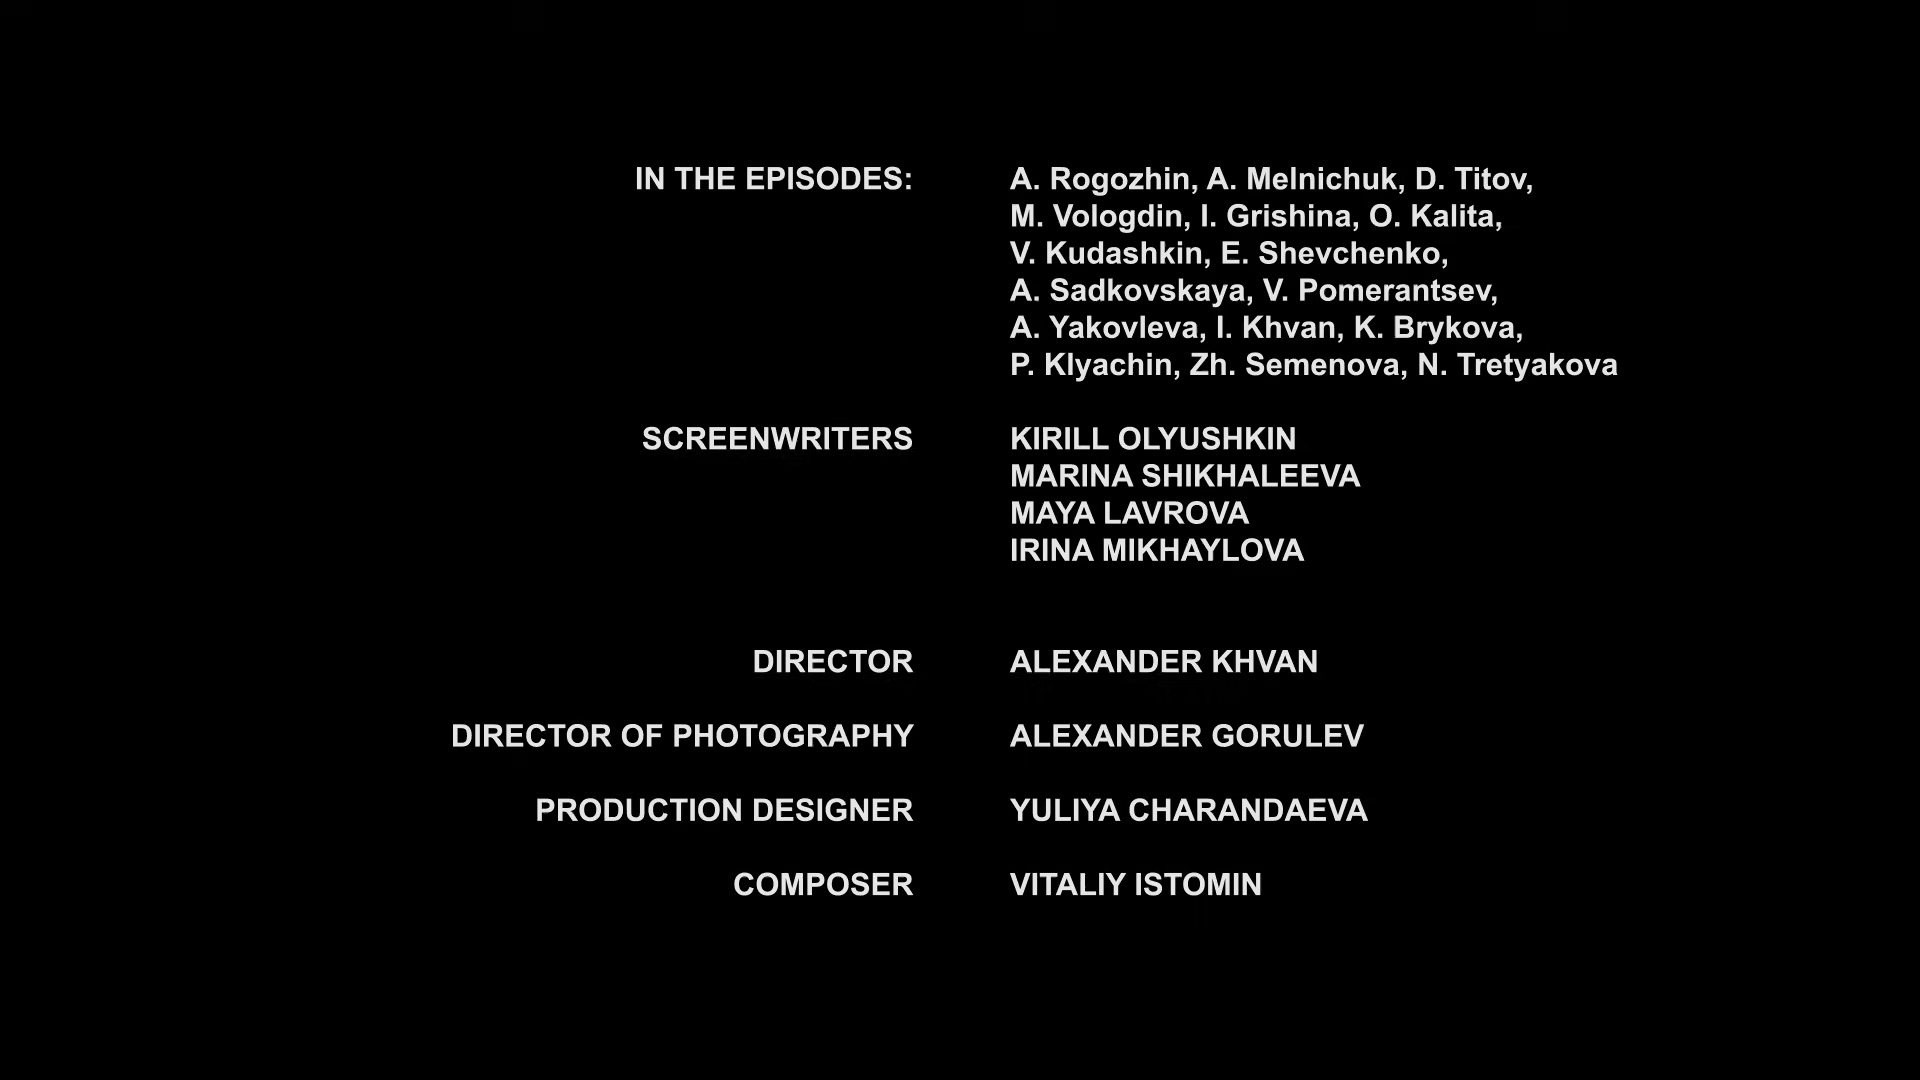 IN THE EPISODES: A. Rogozhin, A. Melnichuk, D. Titov,
M. Vologdin, I. Grishina, O. Kalita,
V. Kudashkin, E. Shevchenko,
A. Sadkovskaya, V. Pomerantsev,
A. Yakovleva, I. Khvan, K. Brykova,
P. Klyachin, Zh. Semenova, N. Tretyakova
SCREENWRITERS KIRILL OLYUSHKIN
MARINA SHIKHALEEVA
MAYA LAVROVA
IRINA MIKHAYLOVA
DIRECTOR ALEXANDER KHVAN
DIRECTOR OF PHOTOGRAPHY ALEXANDER GORULEV
PRODUCTION DESIGNER YULIYA CHARANDAEVA
COMPOSER VITALIY ISTOMIN